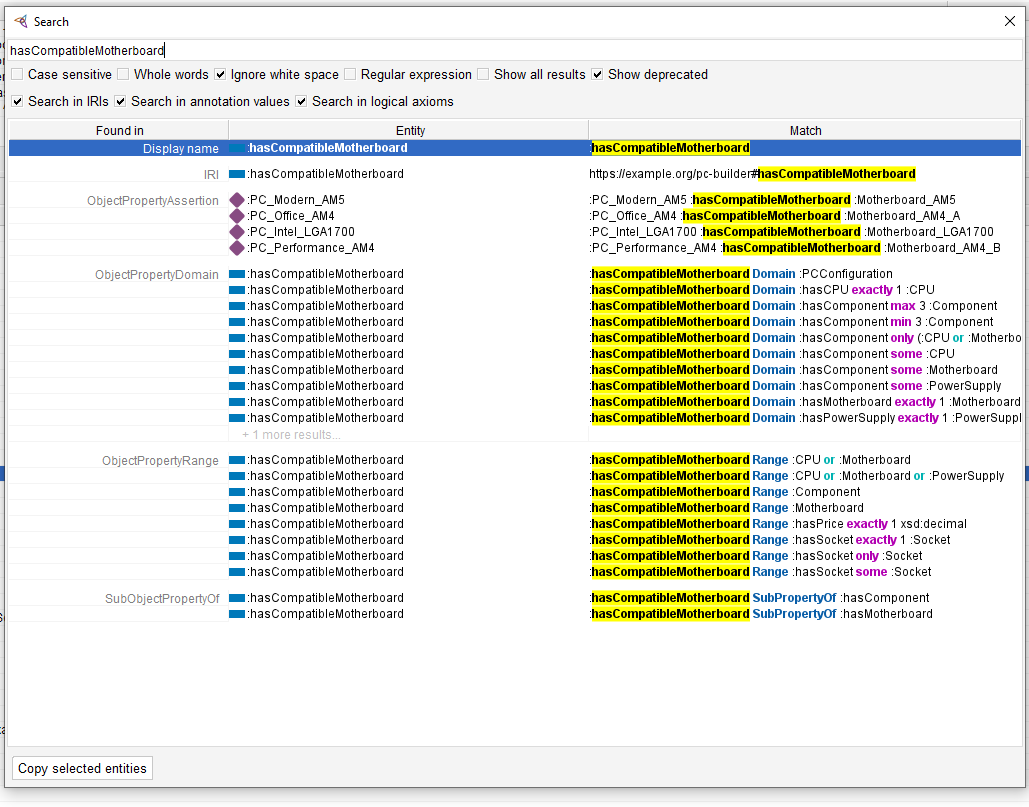 Search
hasCompatibleMotherboard
Case sensitive Whole words Ignore white space Regular expression Show all results Show deprecated
Search in IRIs Search in annotation values Search in logical axioms
Found in Entity Match
Display name :hasCompatibleMotherboard :hasCompatibleMotherboard
IRI :hasCompatibleMotherboard https://example.org/pc-builder#hasCompatibleMotherboard
ObjectPropertyAssertion :PC_Modern_AM5 :PC_Modern_AM5 :hasCompatibleMotherboard :Motherboard_AM5
:PC_Office_AM4 :PC_Office_AM4 :hasCompatibleMotherboard :Motherboard_AM4_A
:PC_Intel_LGA1700 :PC_Intel_LGA1700 :hasCompatibleMotherboard :Motherboard_LGA1700
:PC_Performance_AM4 :PC_Performance_AM4 :hasCompatibleMotherboard :Motherboard_AM4_B
ObjectPropertyDomain :hasCompatibleMotherboard :hasCompatibleMotherboard Domain :PCConfiguration
:hasCompatibleMotherboard :hasCompatibleMotherboard Domain :hasCPU exactly 1 :CPU
:hasCompatibleMotherboard :hasCompatibleMotherboard Domain :hasComponent max 3 :Component
:hasCompatibleMotherboard :hasCompatibleMotherboard Domain :hasComponent min 3 :Component
:hasCompatibleMotherboard :hasCompatibleMotherboard Domain :hasComponent only (:CPU or :Motherbo
:hasCompatibleMotherboard :hasCompatibleMotherboard Domain :hasComponent some :CPU
:hasCompatibleMotherboard :hasCompatibleMotherboard Domain :hasComponent some :Motherboard
:hasCompatibleMotherboard :hasCompatibleMotherboard Domain :hasComponent some :PowerSupply
:hasCompatibleMotherboard :hasCompatibleMotherboard Domain :hasMotherboard exactly 1 :Motherboard
:hasCompatibleMotherboard :hasCompatibleMotherboard Domain :hasPowerSupply exactly 1 :PowerSuppl
+ 1 more results...
ObjectPropertyRange :hasCompatibleMotherboard :hasCompatibleMotherboard Range :CPU or :Motherboard
:hasCompatibleMotherboard :hasCompatibleMotherboard Range :CPU or :Motherboard or :PowerSupply
:hasCompatibleMotherboard :hasCompatibleMotherboard Range :Component
:hasCompatibleMotherboard :hasCompatibleMotherboard Range :Motherboard
:hasCompatibleMotherboard :hasCompatibleMotherboard Range :hasPrice exactly 1 xsd:decimal
:hasCompatibleMotherboard :hasCompatibleMotherboard Range :hasSocket exactly 1 :Socket
:hasCompatibleMotherboard :hasCompatibleMotherboard Range :hasSocket only :Socket
:hasCompatibleMotherboard :hasCompatibleMotherboard Range :hasSocket some :Socket
SubObjectPropertyOf :hasCompatibleMotherboard :hasCompatibleMotherboard SubPropertyOf :hasComponent
:hasCompatibleMotherboard :hasCompatibleMotherboard SubPropertyOf :hasMotherboard
Copy selected entities